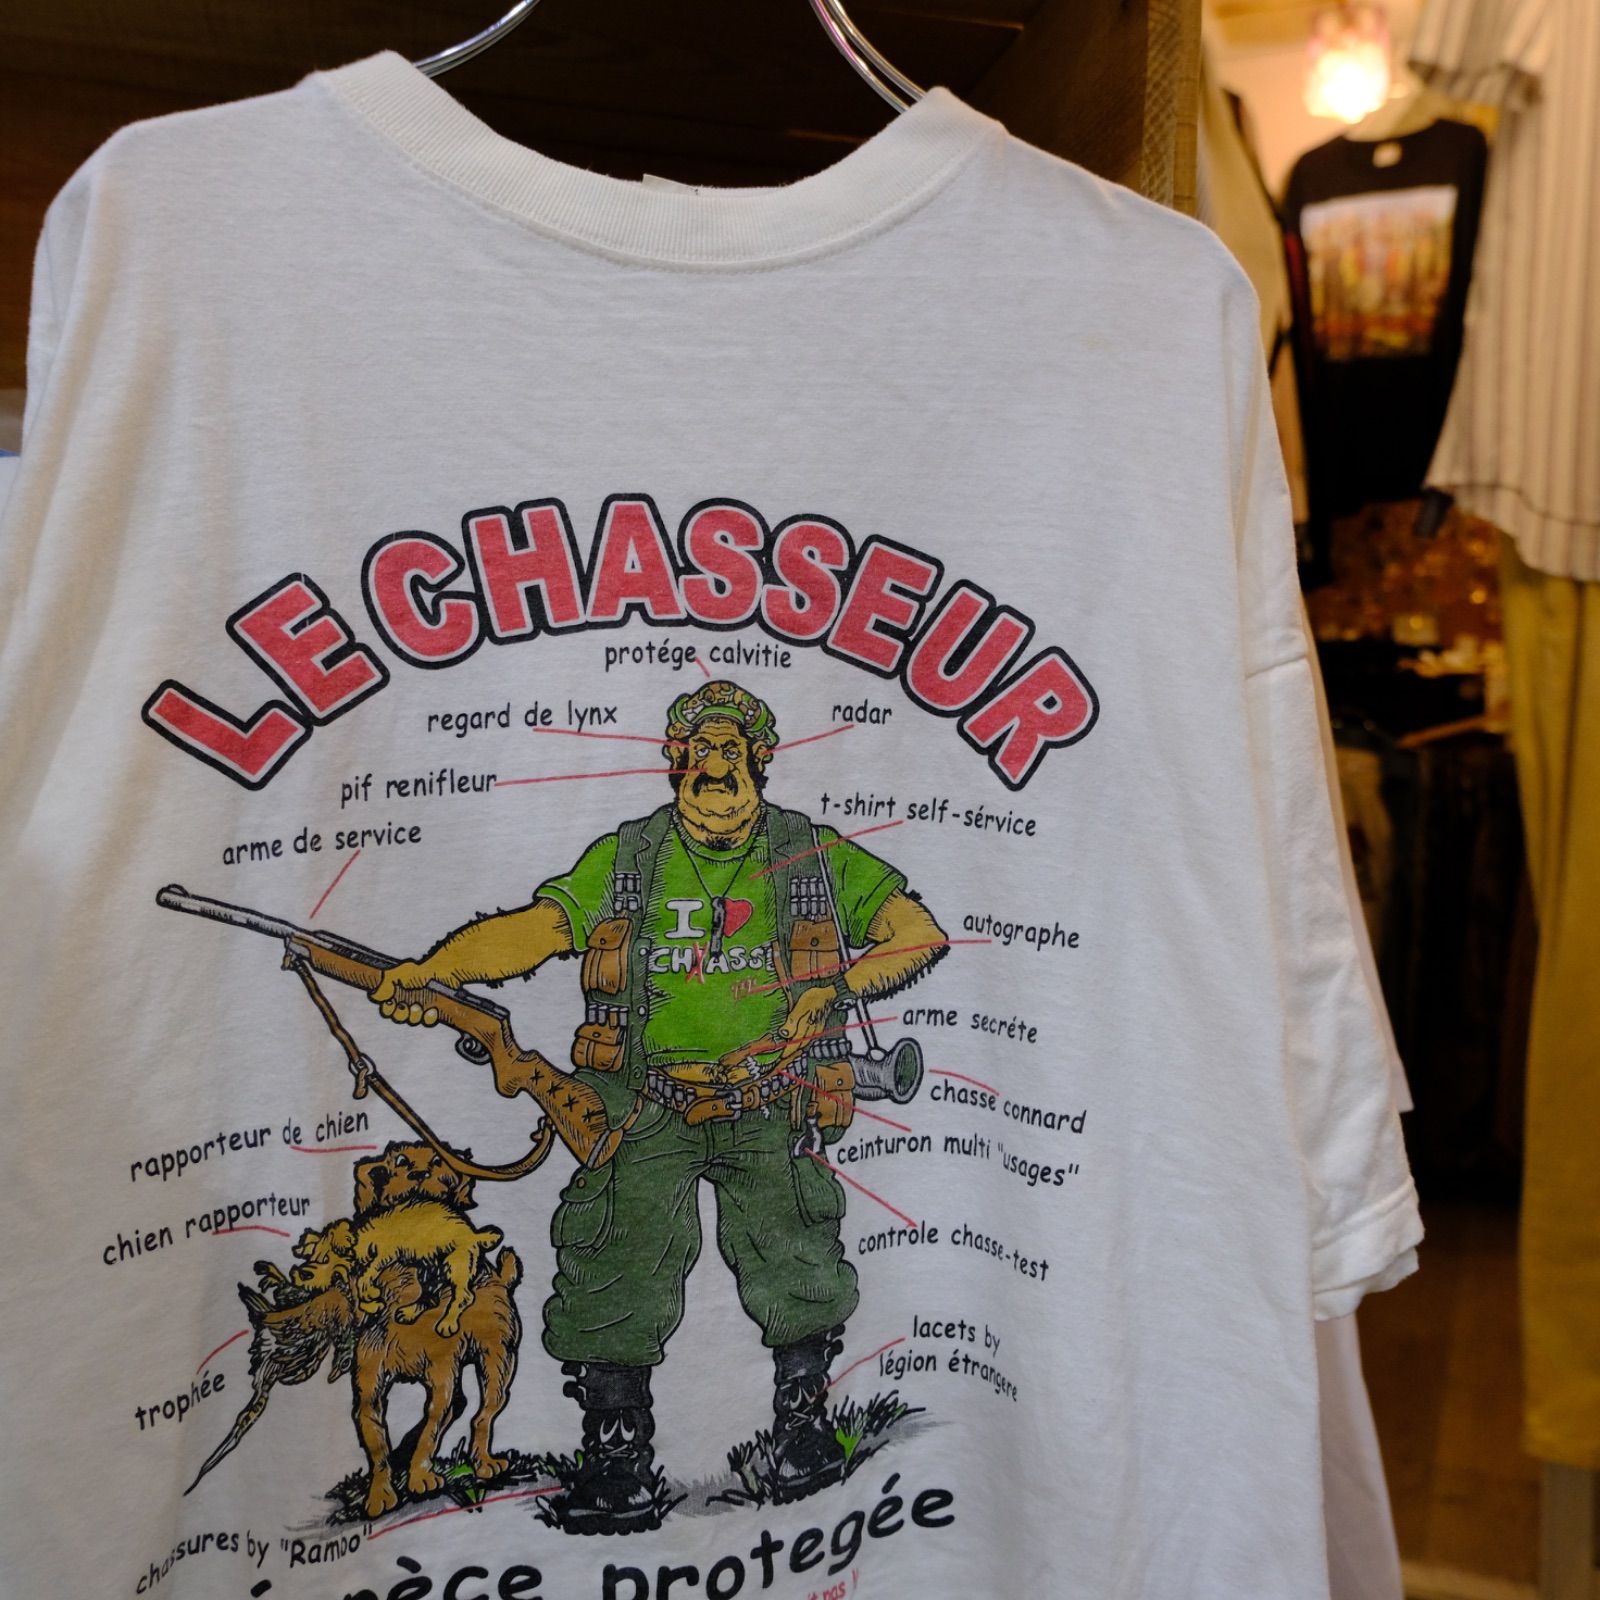 LE CHASSEUR
protége calvitie
regard de lynx
radar
pif renifleur
t-shirt self-sérvice
arme de service
I
CHASS
autographe
arme secréte
chasse connard
rapporteur de chien
ceinturon multi "usages"
chien rapporteur
controle chasse-test
lacets by
légion étrangere
trophée
by "Rambo"
protegée
pas